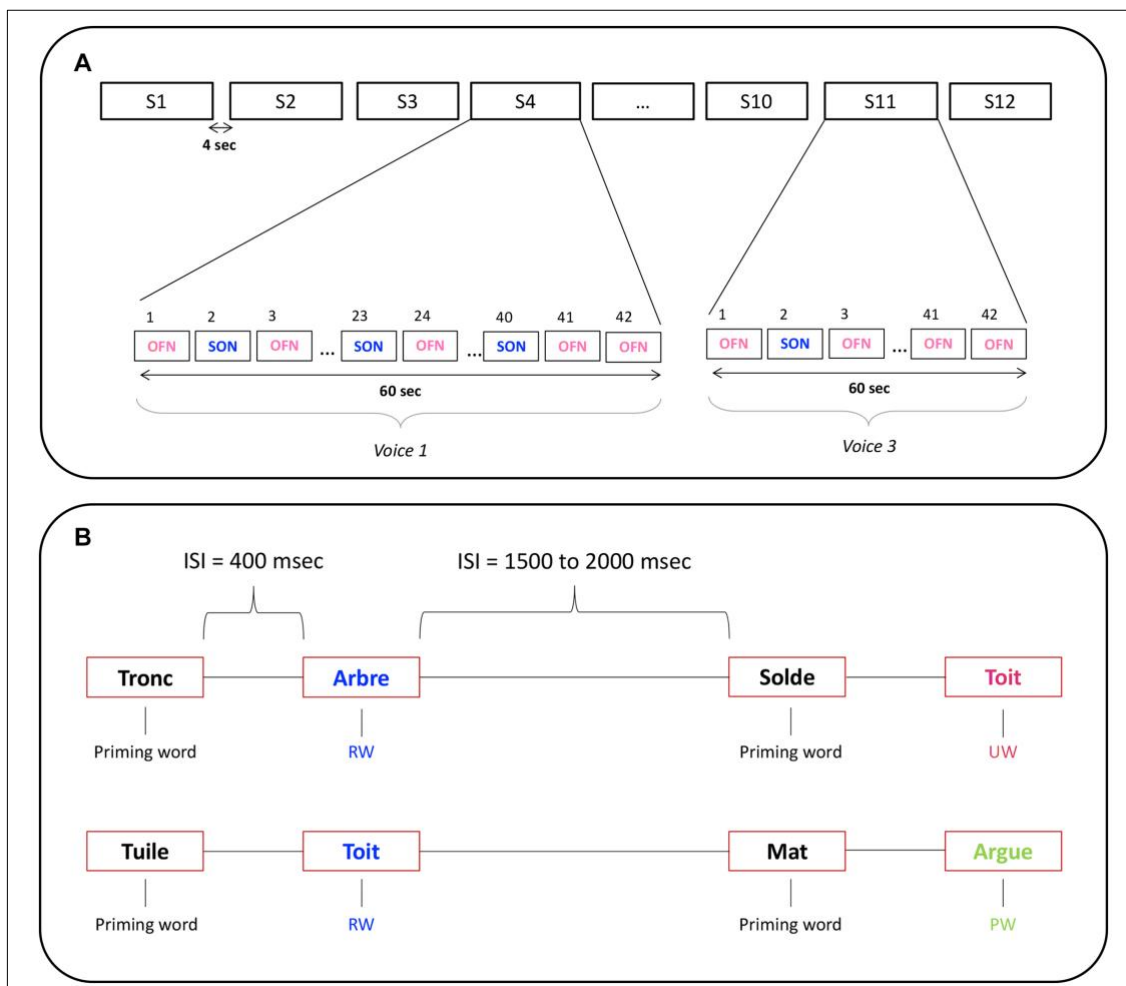 A
S1 S2 S3 S4 ... S10 S11 S12
4 sec
1 2 3 23 24 40 41 42
OFN SON OFN ... SON OFN ... SON OFN OFN
60 sec
Voice 1
1 2 3 41 42
OFN SON OFN ... OFN OFN
60 sec
Voice 3
B
ISI = 400 msec ISI = 1500 to 2000 msec
Tronc Arbre Solde Toit
Priming word RW Priming word UW
Tuile Toit Mat Argue
Priming word RW Priming word PW